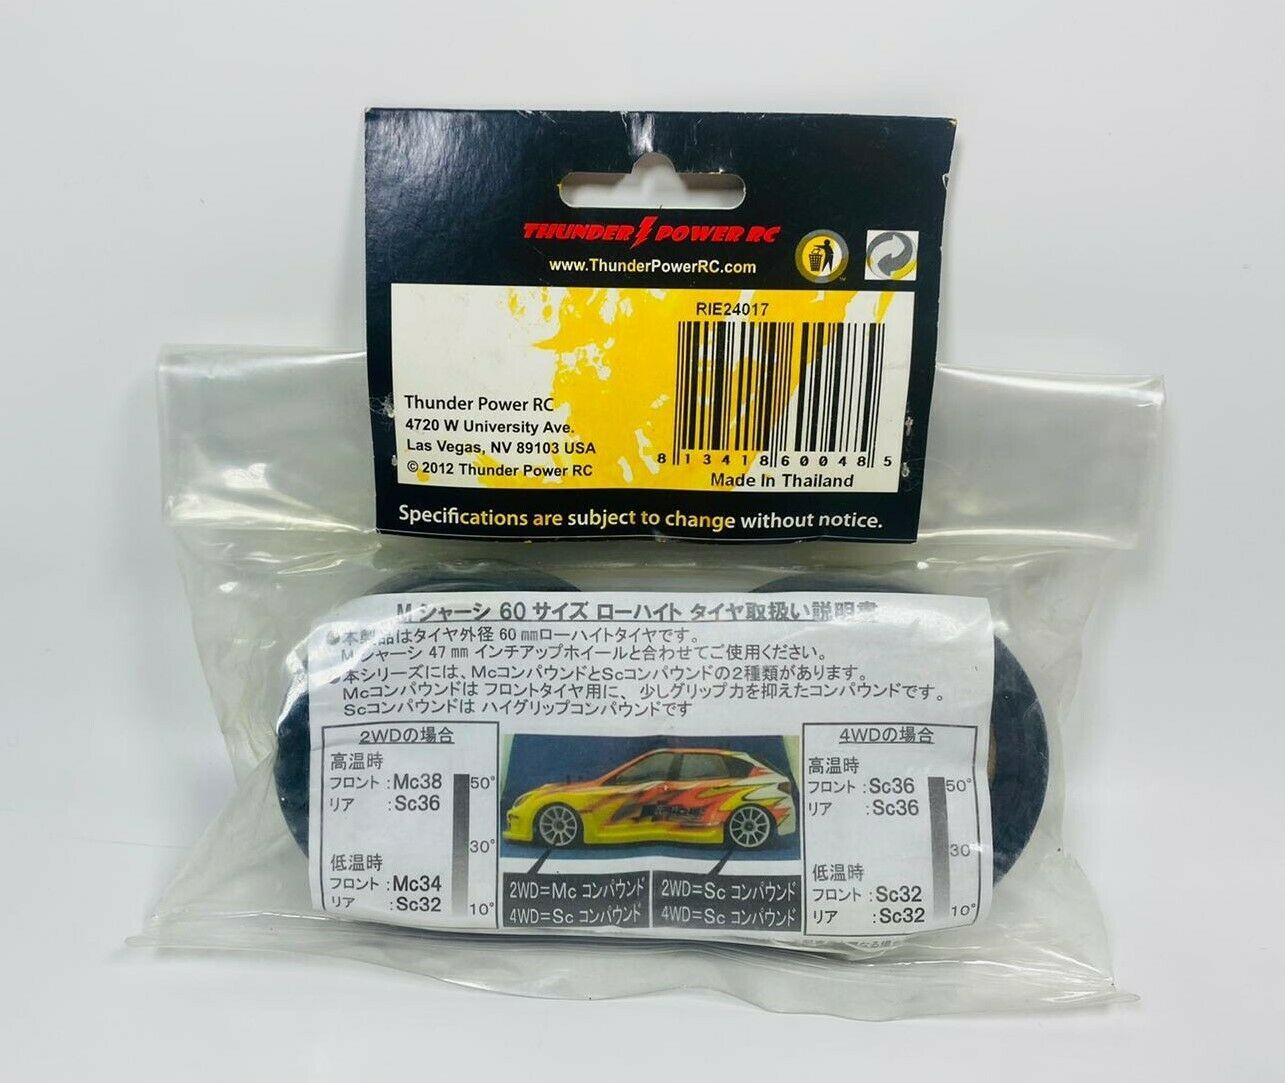 THUNDER POWER RC
www.ThunderPowerRC.com
RIE24017
Thunder Power RC
4720 W University Ave.
Las Vegas, NV 89103 USA
© 2012 Thunder Power RC
8 13418 60048 5
Made In Thailand
Specifications are subject to change without notice.
M シャーシ 60 サイズ ローハイト タイヤ取扱い説明書
●本製品はタイヤ外径 60 ㎜ローハイトタイヤです。
M シャーシ 47 ㎜ インチアップホイールと合わせてご使用ください。
●本シリーズには、McコンパウンドとScコンパウンドの2種類があります。
Mcコンパウンドは フロントタイヤ用に、少しグリップ力を抑えたコンパウンドです。
Scコンパウンドは ハイグリップコンパウンドです
2WDの場合
高温時
フロント :Mc38
リア :Sc36
50°
30°
低温時
フロント :Mc34
リア :Sc32
10°
2WD=Mc コンパウンド
4WD=Sc コンパウンド
2WD=Sc コンパウンド
4WD=Sc コンパウンド
4WDの場合
高温時
フロント :Sc36
リア :Sc36
50°
30
低温時
フロント :Sc32
リア :Sc32
10°